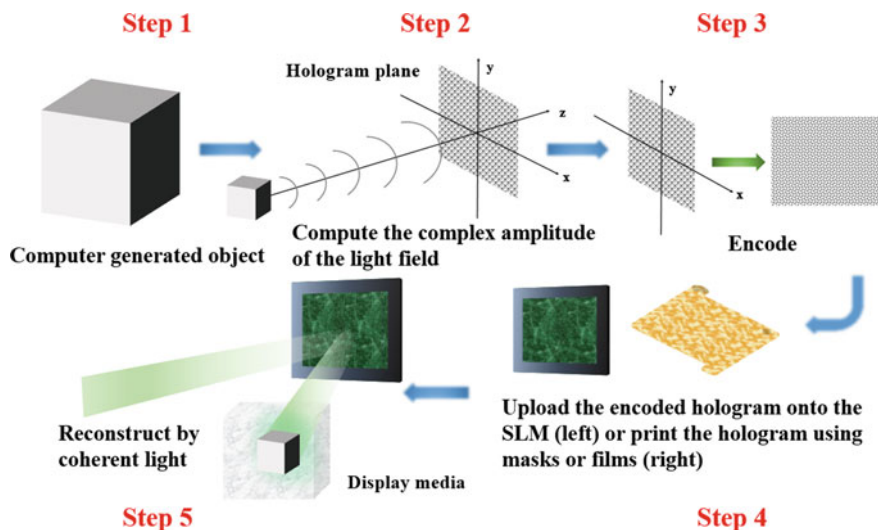 Step 1
Step 2
Step 3
Hologram plane
y
z
x
y
x
Computer generated object
Compute the complex amplitude
of the light field
Encode
Upload the encoded hologram onto the
SLM (left) or print the hologram using
masks or films (right)
Reconstruct by
coherent light
Display media
Step 5
Step 4